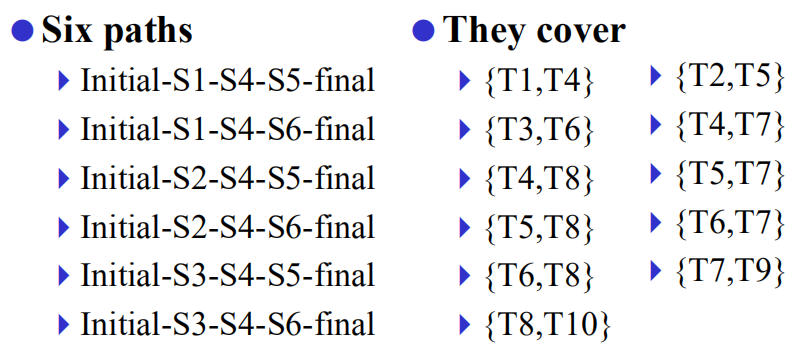 Six paths
Initial-S1-S4-S5-final
Initial-S1-S4-S6-final
Initial-S2-S4-S5-final
Initial-S2-S4-S6-final
Initial-S3-S4-S5-final
Initial-S3-S4-S6-final
They cover
{T1,T4}
{T3,T6}
{T4,T8}
{T5,T8}
{T6,T8}
{T8,T10}
{T2,T5}
{T4,T7}
{T5,T7}
{T6,T7}
{T7,T9}